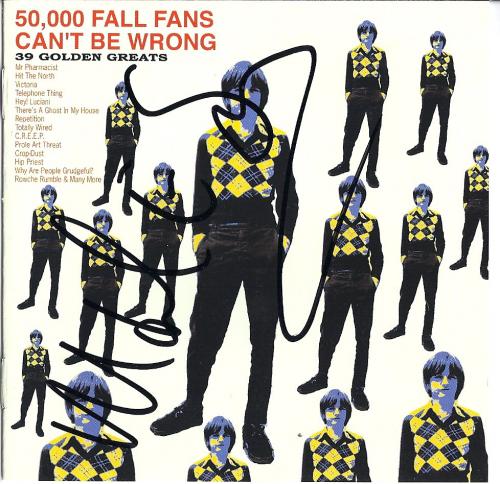 50,000 FALL FANS
CAN'T BE WRONG
39 GOLDEN GREATS
Mr Pharmacist
Hit The North
Victoria
Telephone Thing
Hey! Luciani
There's A Ghost In My House
Repetition
Totally Wired
C.R.E.E.P.
Prole Art Threat
Crop-Dust
Hip Priest
Why Are People Grudgeful?
Rowche Rumble & Many More